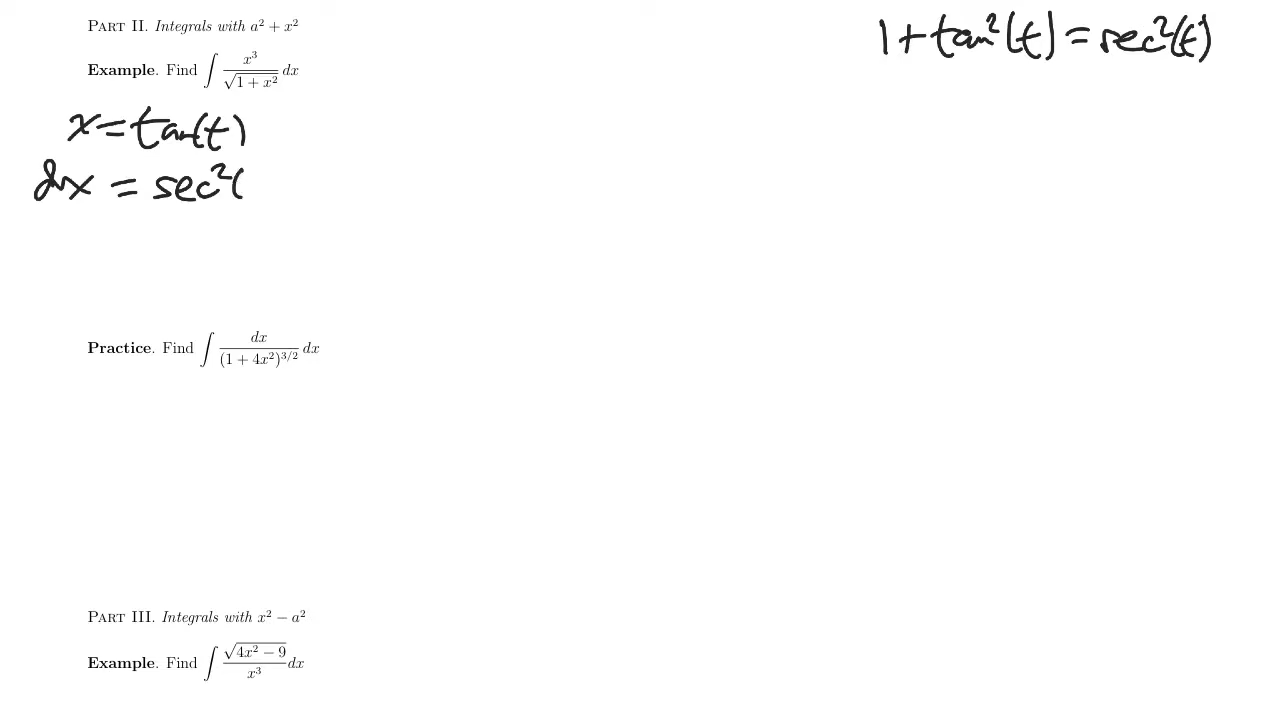 PART II. Integrals with a² + x²
1 + tan²(t) = sec²(t)
Example. Find ∫ x³/√(1 + x²) dx
x = tan(t)
dx = sec²(
Practice. Find ∫ dx/(1 + 4x²)^{3/2} dx
PART III. Integrals with x² − a²
Example. Find ∫ √(4x² − 9)/x³ dx